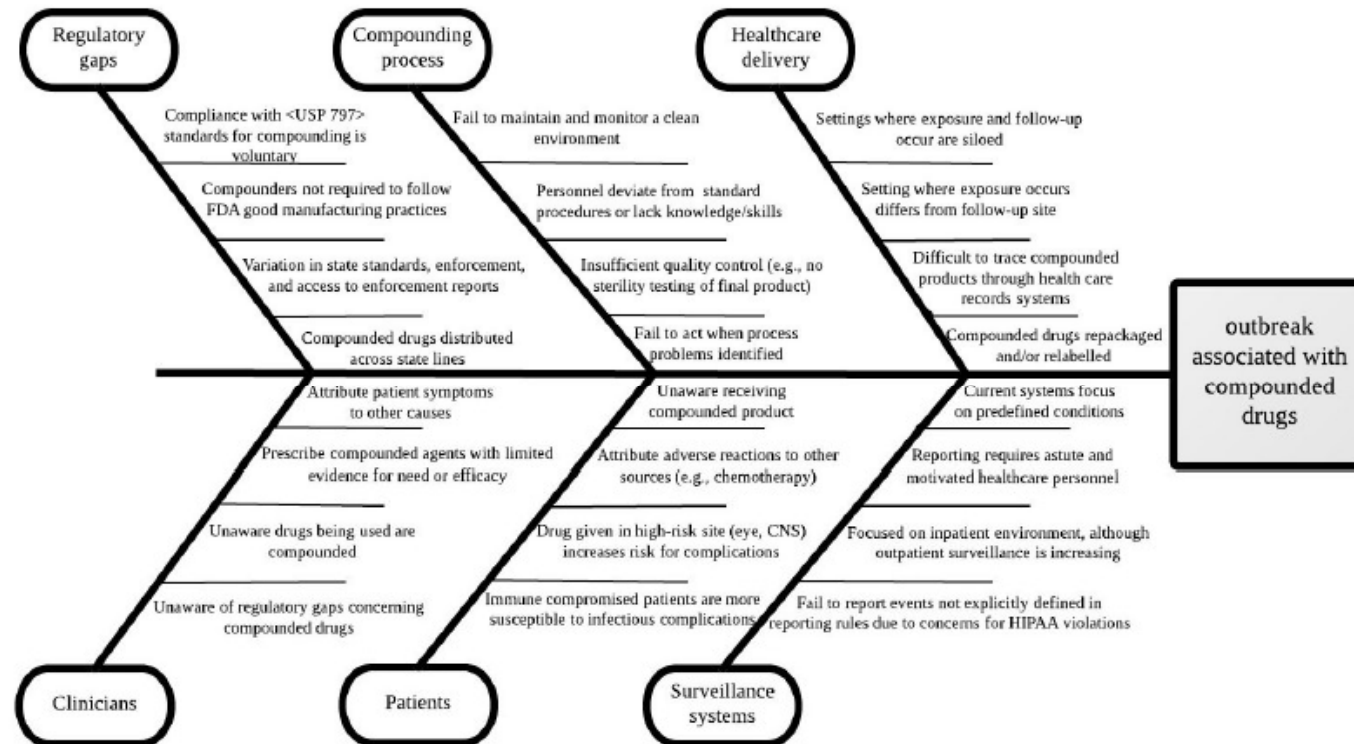 Regulatory
gaps
Compounding
process
Healthcare
delivery
Compliance with <USP 797>
standards for compounding is
voluntary
Compounders not required to follow
FDA good manufacturing practices
Variation in state standards, enforcement,
and access to enforcement reports
Compounded drugs distributed
across state lines
Fail to maintain and monitor a clean
environment
Personnel deviate from standard
procedures or lack knowledge/skills
Insufficient quality control (e.g., no
sterility testing of final product)
Fail to act when process
problems identified
Settings where exposure and follow-up
occur are siloed
Setting where exposure occurs
differs from follow-up site
Difficult to trace compounded
products through health care
records systems
Compounded drugs repackaged
and/or relabelled
outbreak
associated with
compounded
drugs
Attribute patient symptoms
to other causes
Prescribe compounded agents with limited
evidence for need or efficacy
Unaware drugs being used are
compounded
Unaware of regulatory gaps concerning
compounded drugs
Unaware receiving
compounded product
Attribute adverse reactions to other
sources (e.g., chemotherapy)
Drug given in high-risk site (eye, CNS)
increases risk for complications
Immune compromised patients are more
susceptible to infectious complications
Current systems focus
on predefined conditions
Reporting requires astute and
motivated healthcare personnel
Focused on inpatient environment, although
outpatient surveillance is increasing
Fail to report events not explicitly defined in
reporting rules due to concerns for HIPAA violations
Clinicians
Patients
Surveillance
systems